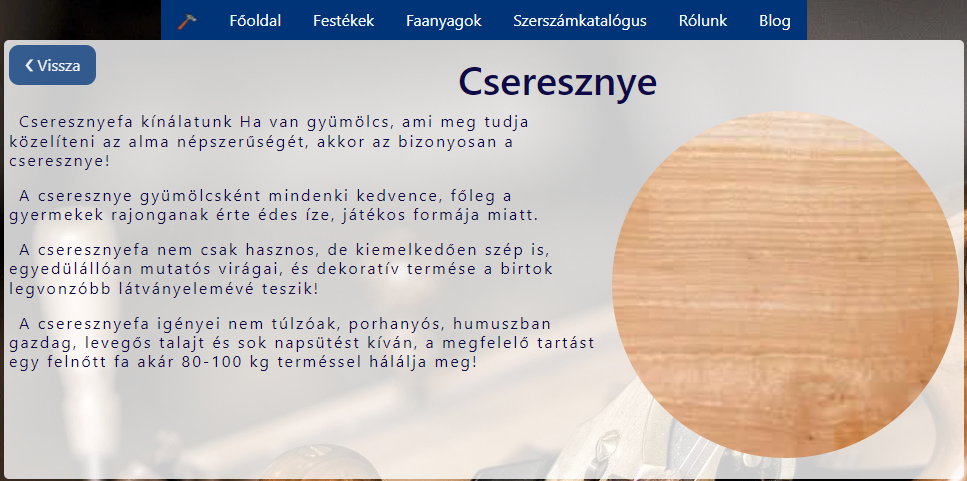 Főoldal Festékek Faanyagok Szerszámkatalógus Rólunk Blog
❮ Vissza
Cseresznye
Cseresznyefa kínálatunk Ha van gyümölcs, ami meg tudja
közelíteni az alma népszerűségét, akkor az bizonyosan a
cseresznye!
A cseresznye gyümölcsként mindenki kedvence, főleg a
gyermekek rajonganak érte édes íze, játékos formája miatt.
A cseresznyefa nem csak hasznos, de kiemelkedően szép is,
egyedülállóan mutatós virágai, és dekoratív termése a birtok
legvonzóbb látványelemévé teszik!
A cseresznyefa igényei nem túlzóak, porhanyós, humuszban
gazdag, levegős talajt és sok napsütést kíván, a megfelelő tartást
egy felnőtt fa akár 80-100 kg terméssel hálálja meg!